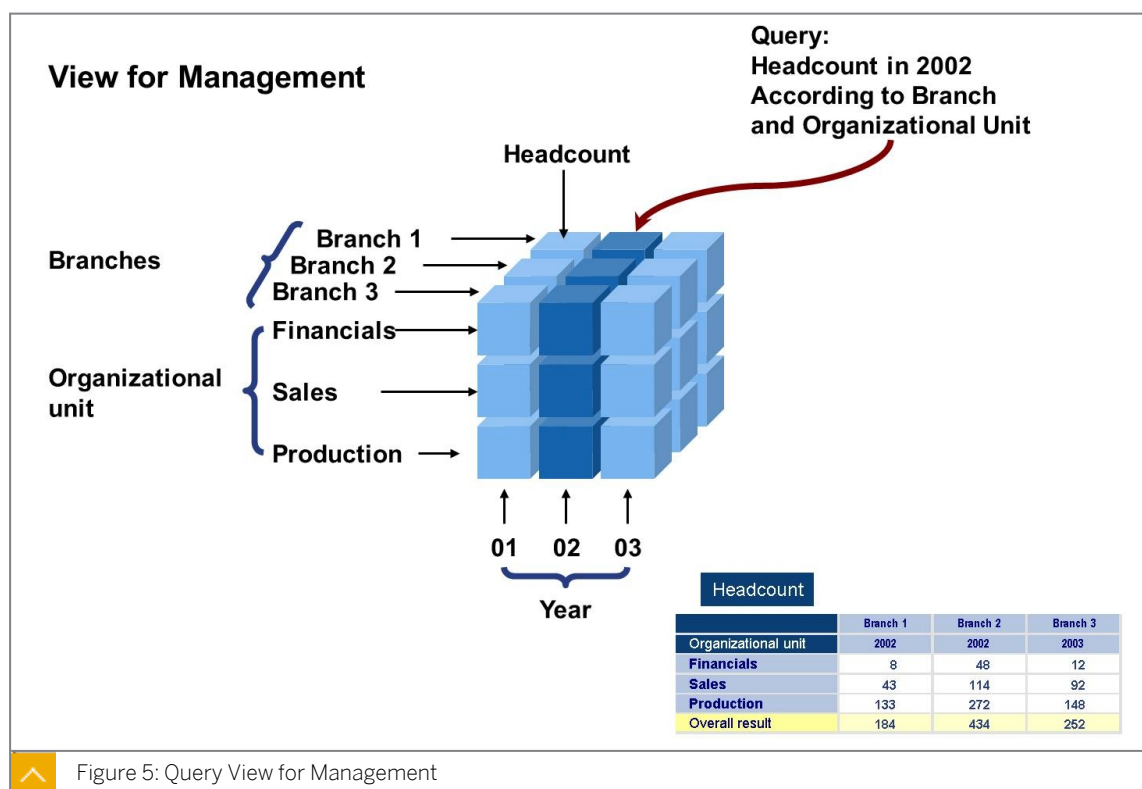 View for Management
Query:
Headcount in 2002
According to Branch
and Organizational Unit
Headcount
Branches
Branch 1
Branch 2
Branch 3
Organizational
unit
Financials
Sales
Production
01 02 03
Year
Headcount
Branch 1 Branch 2 Branch 3
Organizational unit 2002 2002 2003
Financials 8 48 12
Sales 43 114 92
Production 133 272 148
Overall result 184 434 252
Figure 5: Query View for Management